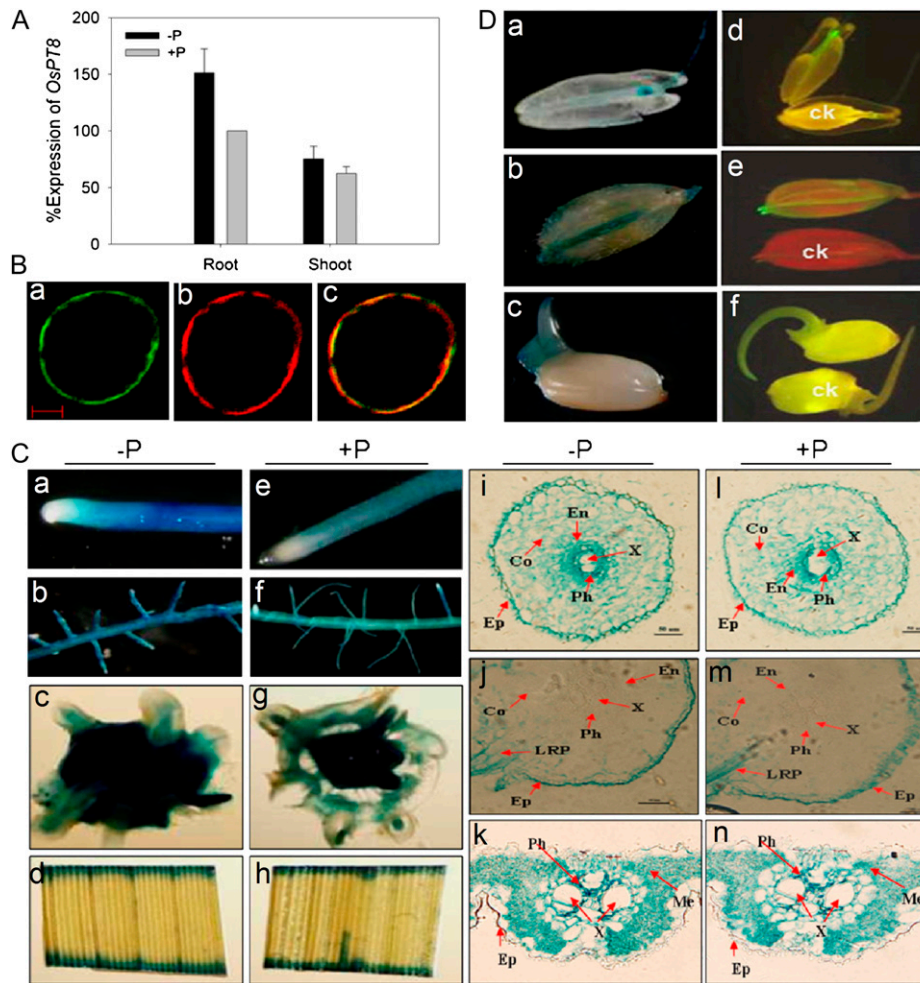 A
%Expression of OsPT8
200
150
100
50
0
-P
+P
Root
Shoot
B
a
b
c
D
a
d
ck
b
e
ck
c
f
ck
C
-P
+P
-P
+P
a
e
i
En
Co
X
Ph
Ep
l
Co
X
En
Ph
Ep
b
f
c
g
j
En
Co
X
Ph
LRP
Ep
m
En
Co
X
Ph
LRP
Ep
d
h
k
Ph
Me
X
Ep
n
Ph
Me
X
Ep